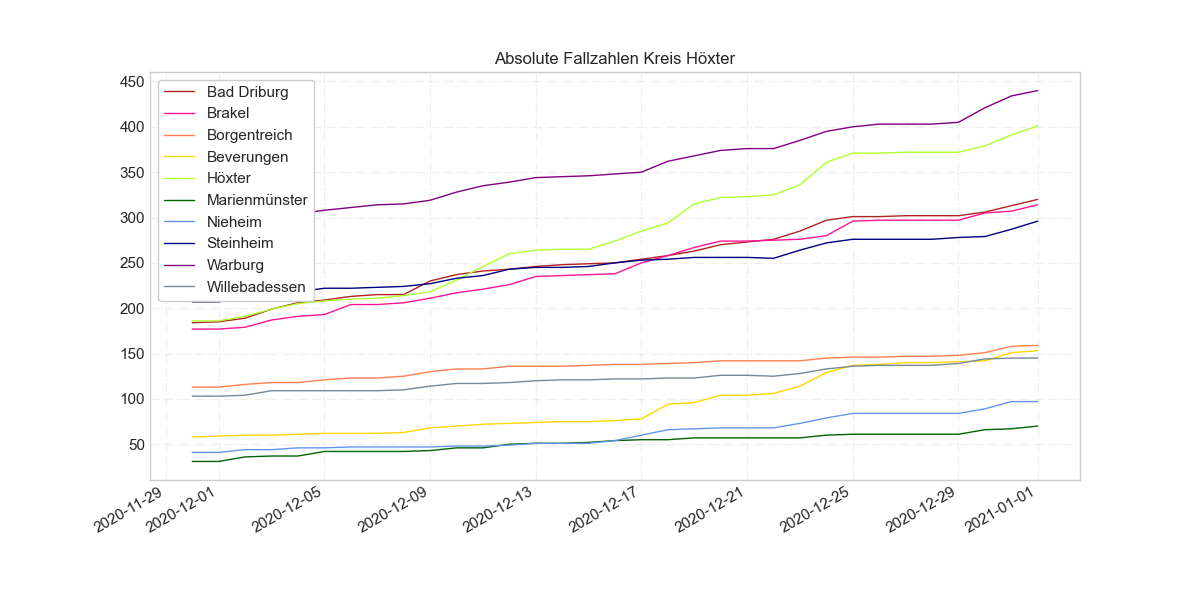 Absolute Fallzahlen Kreis Höxter
450
400
350
300
250
200
150
100
50
Bad Driburg
Brakel
Borgentreich
Beverungen
Höxter
Marienmünster
Nieheim
Steinheim
Warburg
Willebadessen
2020-11-29
2020-12-01
2020-12-05
2020-12-09
2020-12-13
2020-12-17
2020-12-21
2020-12-25
2020-12-29
2021-01-01